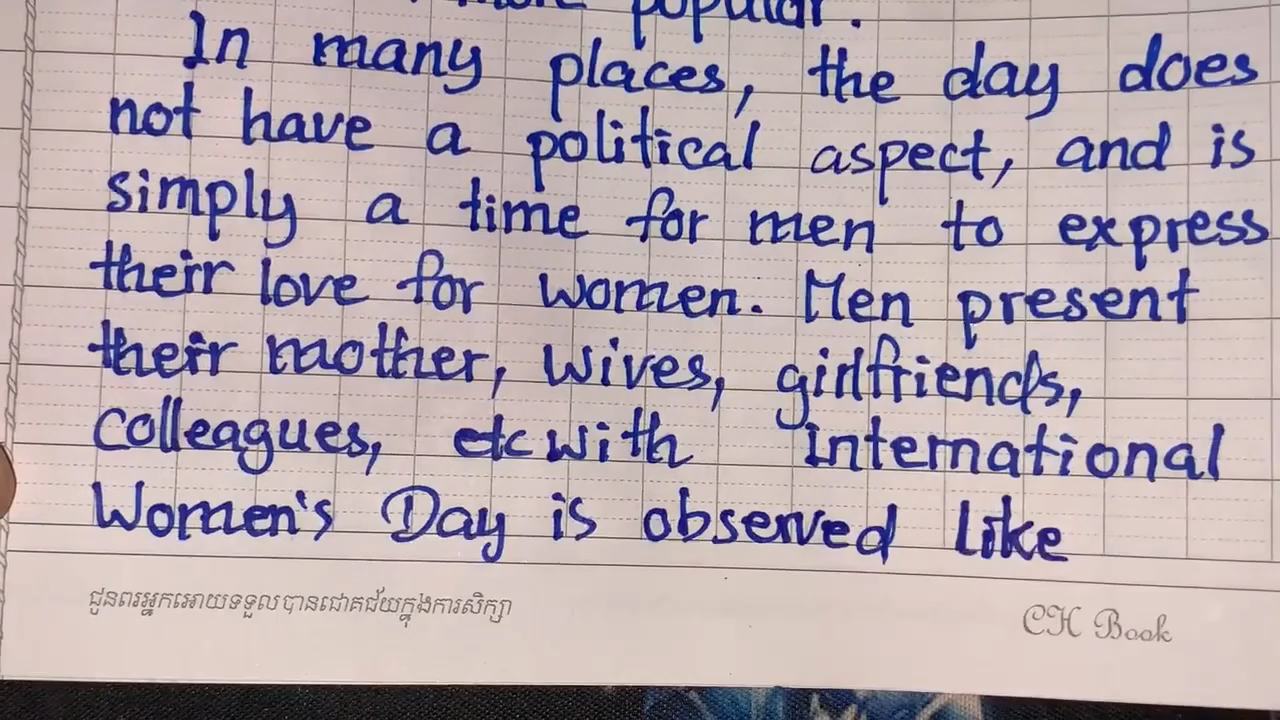 more popular.
In many places, the day does
not have a political aspect, and is
simply a time for men to express
their love for women. Men present
their mother, wives, girlfriends,
colleagues, etc with International
Women's Day is observed like
ជូនពរអ្នកអោយទទួលបានជោគជ័យក្នុងការសិក្សា
CH Book